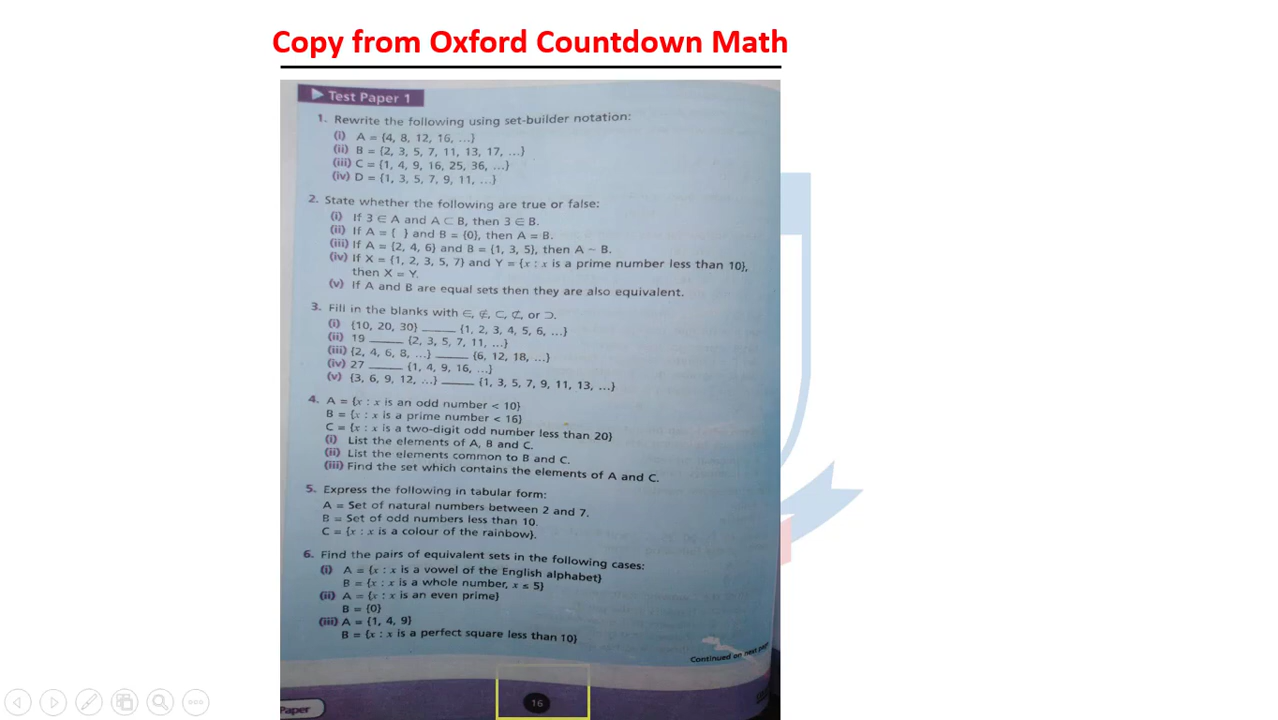 Copy from Oxford Countdown Math
Test Paper 1
1. Rewrite the following using set-builder notation:
(i) A = {4, 8, 12, 16, ...}
(ii) B = {2, 3, 5, 7, 11, 13, 17, ...}
(iii) C = {1, 4, 9, 16, 25, 36, ...}
(iv) D = {1, 3, 5, 7, 9, 11, ...}
2. State whether the following are true or false:
(i) If 3 ∈ A and A ⊂ B, then 3 ∈ B.
(ii) If A = { } and B = {0}, then A = B.
(iii) If A = {2, 4, 6} and B = {1, 3, 5}, then A ~ B.
(iv) If X = {1, 2, 3, 5, 7} and Y = {x : x is a prime number less than 10},
then X = Y.
(v) If A and B are equal sets then they are also equivalent.
3. Fill in the blanks with ∈, ∉, ⊂, ⊄, or ⊃.
(i) {10, 20, 30} _____ {1, 2, 3, 4, 5, 6, ...}
(ii) 19 _____ {2, 3, 5, 7, 11, ...}
(iii) {2, 4, 6, 8, ...} _____ {6, 12, 18, ...}
(iv) 27 _____ {1, 4, 9, 16, ...}
(v) {3, 6, 9, 12, ...} _____ {1, 3, 5, 7, 9, 11, 13, ...}
4. A = {x : x is an odd number < 10}
B = {x : x is a prime number < 16}
C = {x : x is a two-digit odd number less than 20}
(i) List the elements of A, B and C.
(ii) List the elements common to B and C.
(iii) Find the set which contains the elements of A and C.
5. Express the following in tabular form:
A = Set of natural numbers between 2 and 7.
B = Set of odd numbers less than 10.
C = {x : x is a colour of the rainbow}.
6. Find the pairs of equivalent sets in the following cases:
(i) A = {x : x is a vowel of the English alphabet}
B = {x : x is a whole number, x ≤ 5}
(ii) A = {x : x is an even prime}
B = {0}
(iii) A = {1, 4, 9}
B = {x : x is a perfect square less than 10}
Continued on next page
Paper
16